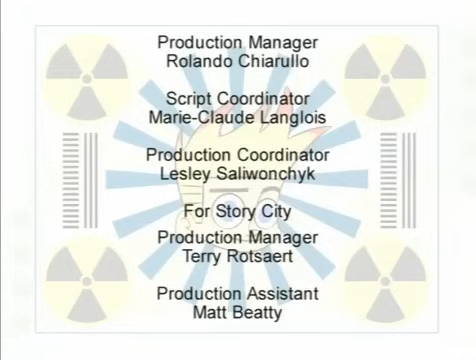 Production Manager
Rolando Chiarullo
Script Coordinator
Marie-Claude Langlois
Production Coordinator
Lesley Saliwonchyk
For Story City
Production Manager
Terry Rotsaert
Production Assistant
Matt Beatty